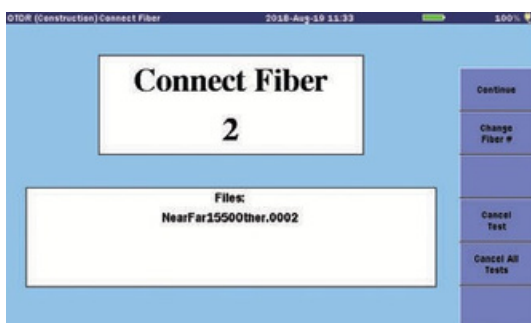 OTDR (Construction) Connect Fiber 2018-Aug-19 11:33 100%
Connect Fiber
2
Files:
NearFar1550Other.0002
Continue
Change
Fiber #
Cancel
Test
Cancel All
Tests